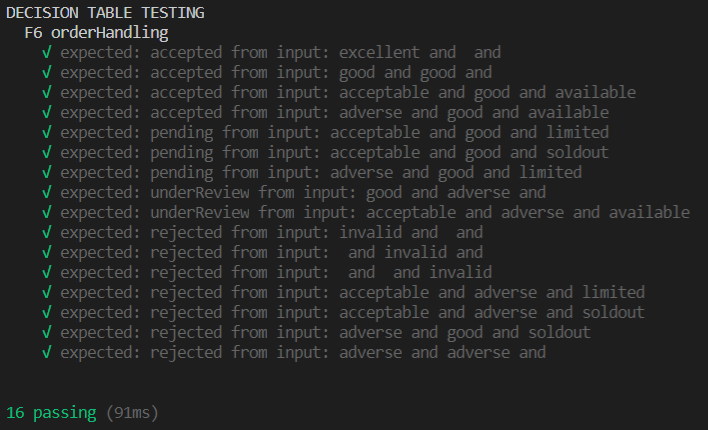 DECISION TABLE TESTING
F6 orderHandling
√ expected: accepted from input: excellent and  and
√ expected: accepted from input: good and good and
√ expected: accepted from input: acceptable and good and available
√ expected: accepted from input: adverse and good and available
√ expected: pending from input: acceptable and good and limited
√ expected: pending from input: acceptable and good and soldout
√ expected: pending from input: adverse and good and limited
√ expected: underReview from input: good and adverse and
√ expected: underReview from input: acceptable and adverse and available
√ expected: rejected from input: invalid and  and
√ expected: rejected from input:  and invalid and
√ expected: rejected from input:  and  and invalid
√ expected: rejected from input: acceptable and adverse and limited
√ expected: rejected from input: acceptable and adverse and soldout
√ expected: rejected from input: adverse and good and soldout
√ expected: rejected from input: adverse and adverse and
16 passing (91ms)